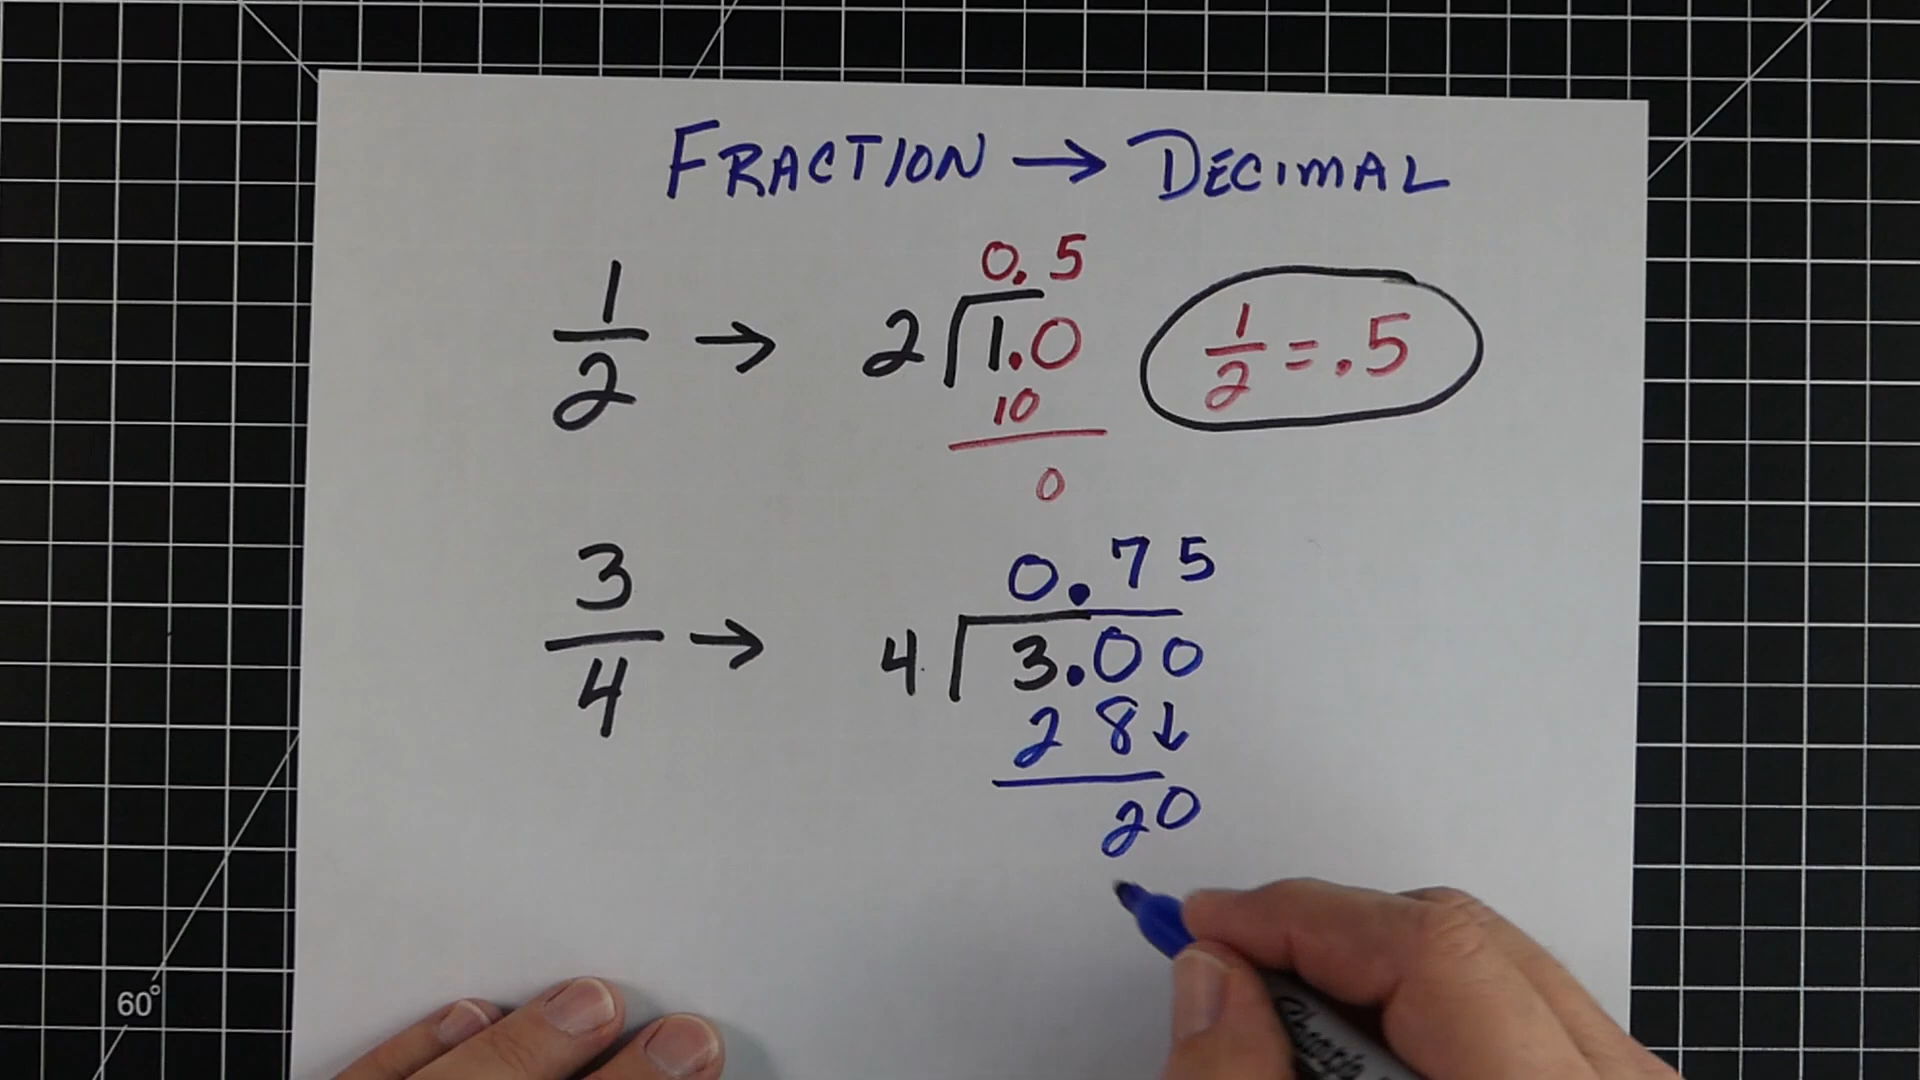 FRACTION → DECIMAL
0.5
1/2 → 2 1.0 1/2 = .5
10
0
0.75
3/4 → 4 3.00
28↓
20
60°
Sharpie